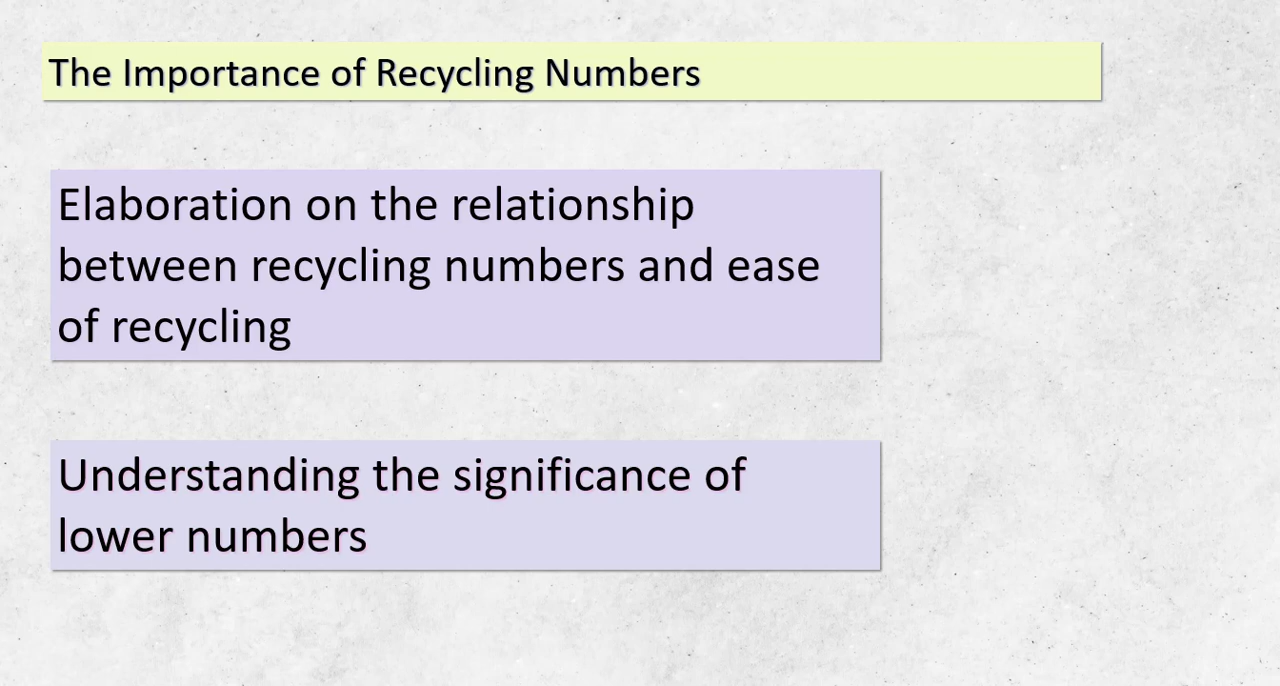 The Importance of Recycling Numbers
Elaboration on the relationship
between recycling numbers and ease
of recycling
Understanding the significance of
lower numbers